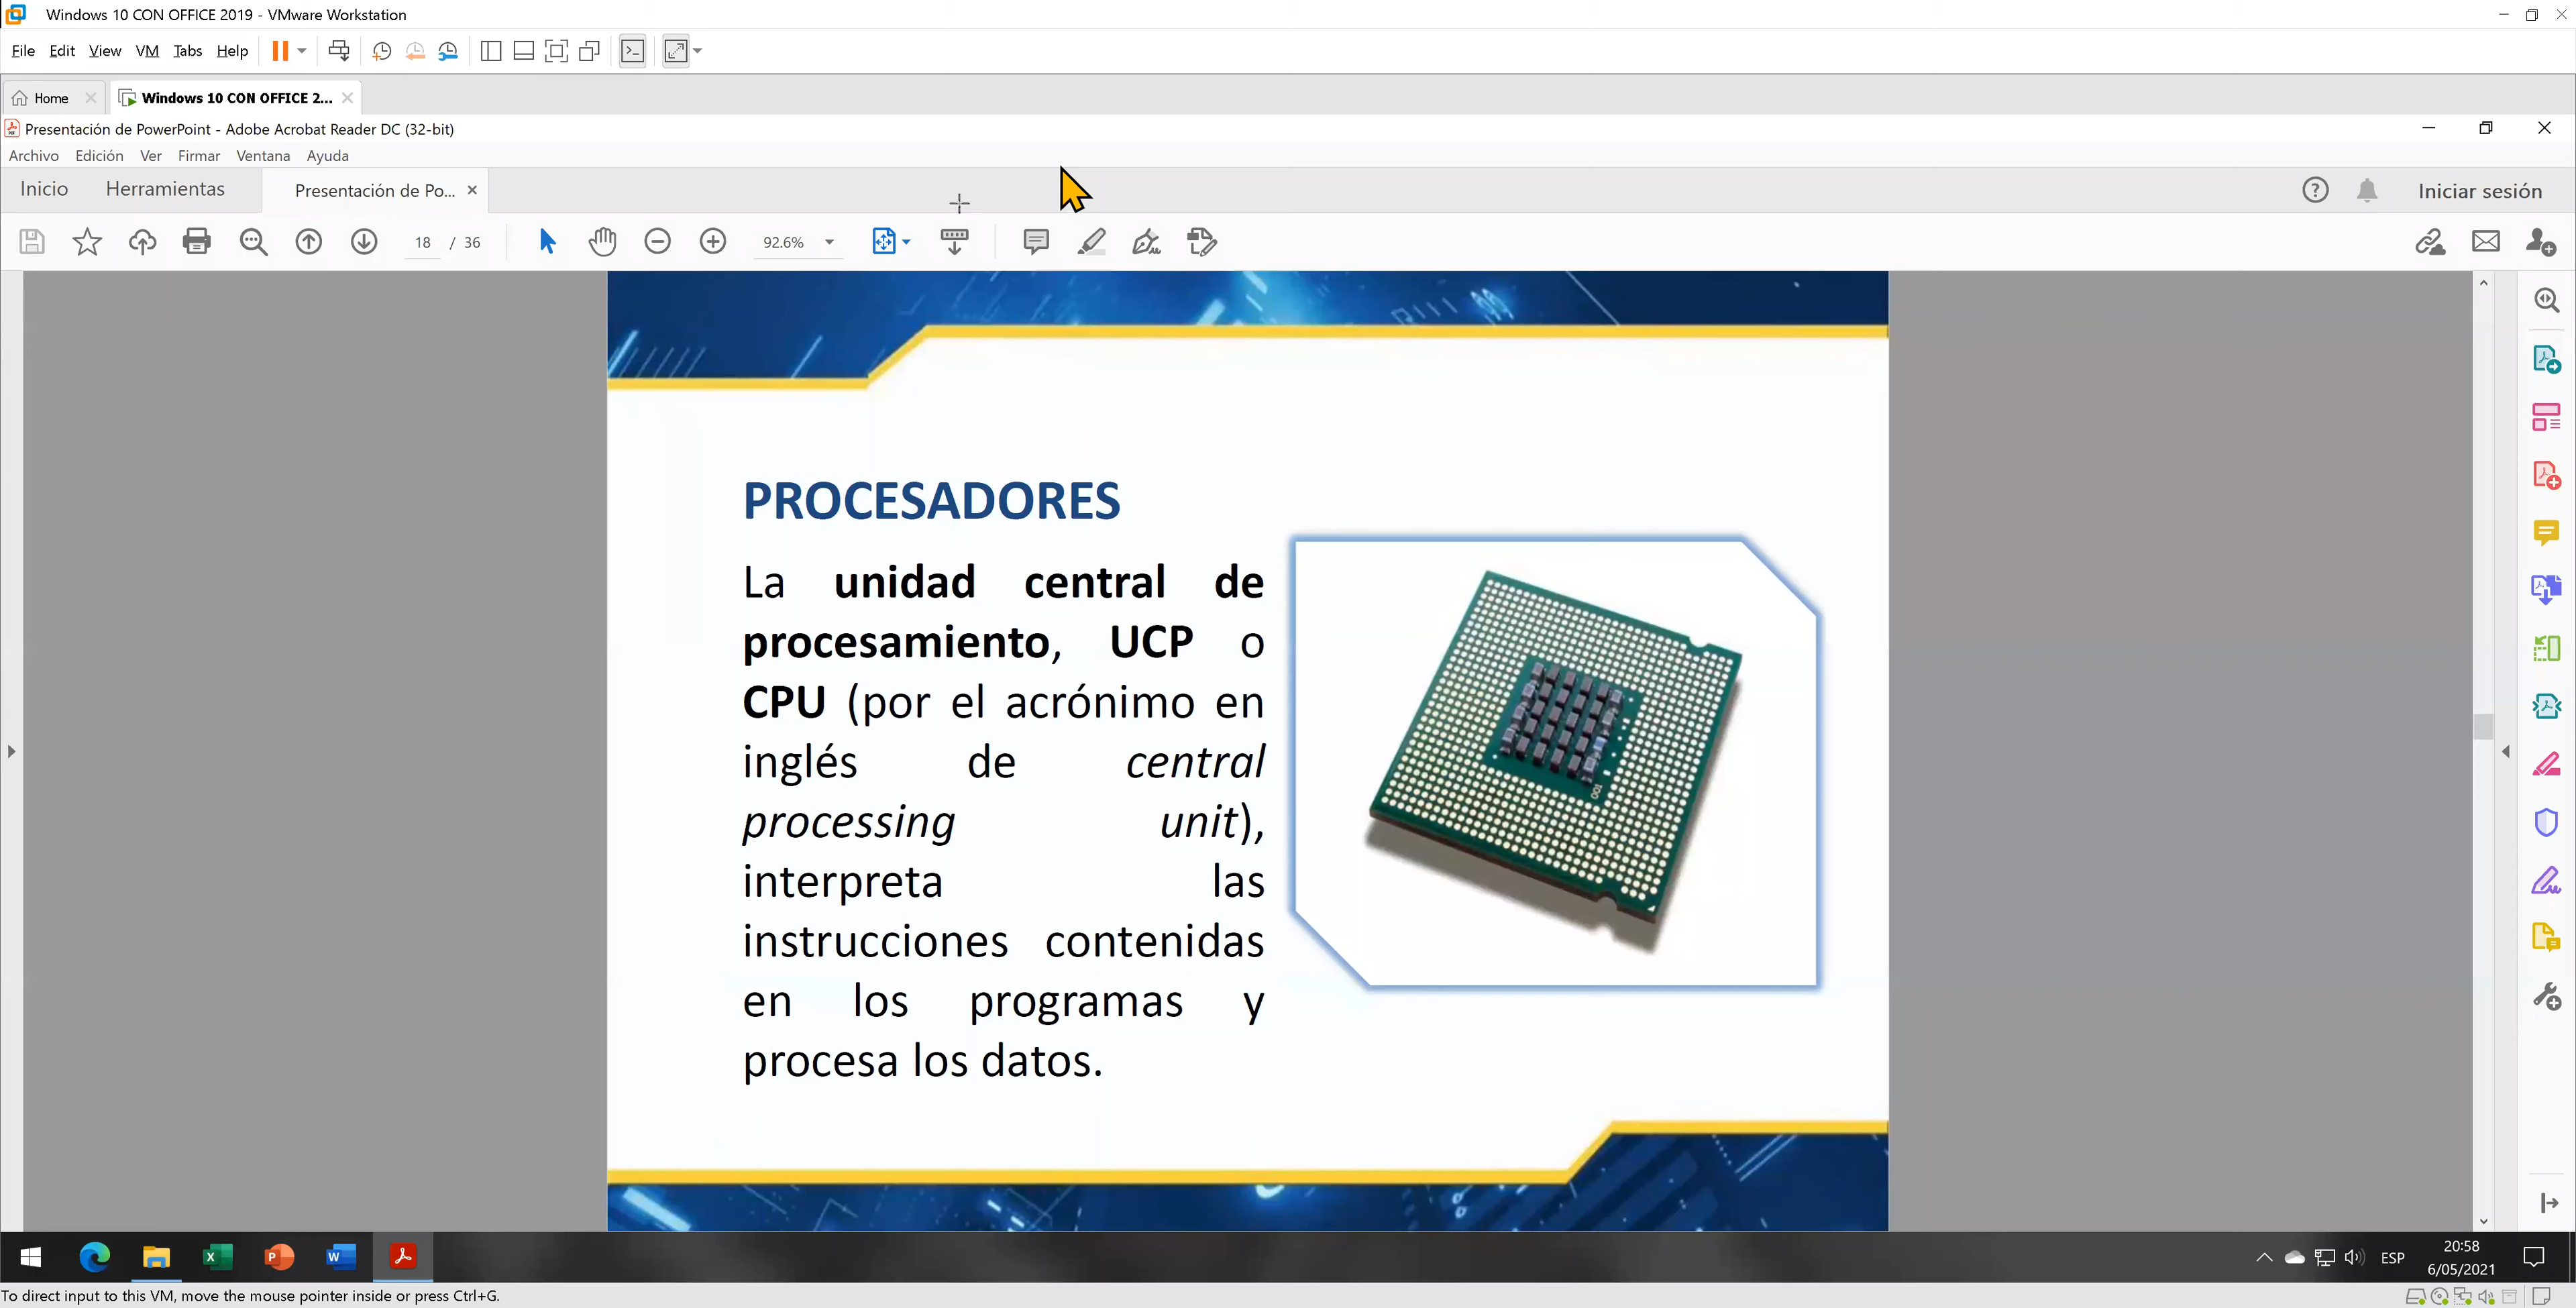 Windows 10 CON OFFICE 2019 - VMware Workstation
File Edit View VM Tabs Help
Home Windows 10 CON OFFICE 2...
Presentación de PowerPoint - Adobe Acrobat Reader DC (32-bit)
Archivo Edición Ver Firmar Ventana Ayuda
Inicio Herramientas Presentación de Po... Iniciar sesión
18 / 36 92.6%
PROCESADORES
La unidad central de
procesamiento, UCP o
CPU (por el acrónimo en
inglés de central
processing unit),
interpreta las
instrucciones contenidas
en los programas y
procesa los datos.
001
ESP
20:58
6/05/2021
To direct input to this VM, move the mouse pointer inside or press Ctrl+G.